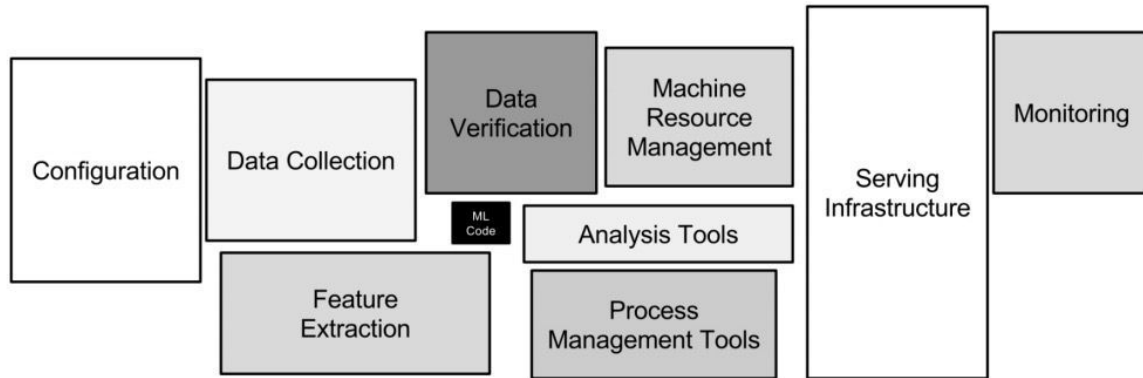 Configuration
Data Collection
Feature
Extraction
Data
Verification
ML
Code
Machine
Resource
Management
Analysis Tools
Process
Management Tools
Serving
Infrastructure
Monitoring